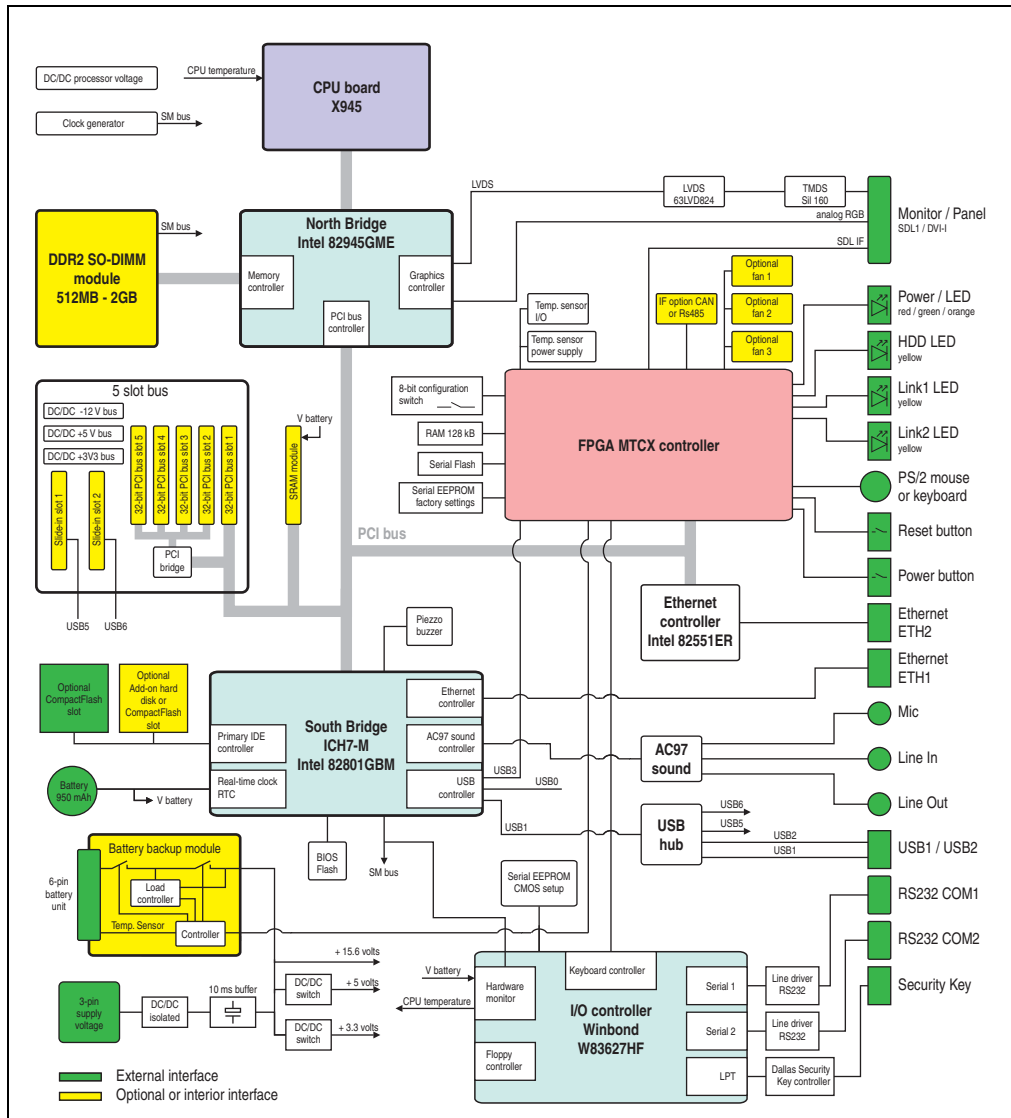 DC/DC processor voltage
CPU temperature
CPU board
X945
Clock generator
SM bus
DDR2 SO-DIMM
module
512MB - 2GB
SM bus
North Bridge
Intel 82945GME
Memory
controller
Graphics
controller
PCI bus
controller
LVDS
LVDS
63LVD824
TMDS
Sil 160
analog RGB
SDL IF
Monitor / Panel
SDL1 / DVI-I
Optional
fan 1
Optional
fan 2
Optional
fan 3
IF option CAN
or Rs485
Temp. sensor
I/O
Temp. sensor
power supply
Power / LED
red / green / orange
HDD LED
yellow
Link1 LED
yellow
Link2 LED
yellow
PS/2 mouse
or keyboard
Reset button
Power button
8-bit configuration
switch
RAM 128 kB
Serial Flash
Serial EEPROM
factory settings
FPGA MTCX controller
5 slot bus
DC/DC -12 V bus
DC/DC +5 V bus
DC/DC +3V3 bus
Slide-in slot 1
Slide-in slot 2
32-bit PCI bus slot 5
32-bit PCI bus slot 4
32-bit PCI bus slot 3
32-bit PCI bus slot 2
32-bit PCI bus slot 1
PCI
bridge
USB5
USB6
V battery
SRAM module
PCI bus
Piezzo
buzzer
Ethernet
controller
Intel 82551ER
Ethernet
ETH2
Ethernet
ETH1
Optional
CompactFlash
slot
Optional
Add-on hard
disk or
CompactFlash
slot
South Bridge
ICH7-M
Intel 82801GBM
Primary IDE
controller
Real-time clock
RTC
Ethernet
controller
AC97 sound
controller
USB
controller
USB3
USB0
USB1
Battery
950 mAh
V battery
AC97
sound
Mic
Line In
Line Out
USB
hub
USB6
USB5
USB2
USB1
USB1 / USB2
BIOS
Flash
SM bus
Serial EEPROM
CMOS setup
Battery backup module
6-pin
battery
unit
Load
controller
Temp. Sensor
Controller
+ 15.6 volts
DC/DC
switch
+ 5 volts
DC/DC
switch
+ 3.3 volts
3-pin
supply
voltage
DC/DC
isolated
10 ms buffer
V battery
CPU temperature
Hardware
monitor
Keyboard controller
Floppy
controller
I/O controller
Winbond
W83627HF
Serial 1
Serial 2
LPT
Line driver
RS232
Line driver
RS232
Dallas Security
Key controller
RS232 COM1
RS232 COM2
Security Key
External interface
Optional or interior interface